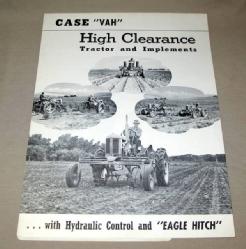 CASE "VAH"
High Clearance
Tractor and Implements
. . . with Hydraulic Control and "EAGLE HITCH"